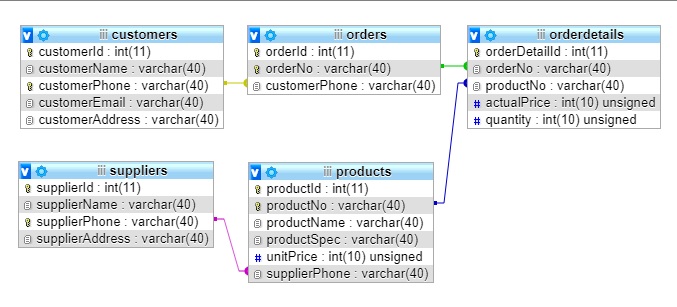 customers
customerId : int(11)
customerName : varchar(40)
customerPhone : varchar(40)
customerEmail : varchar(40)
customerAddress : varchar(40)
orders
orderId : int(11)
orderNo : varchar(40)
customerPhone : varchar(40)
orderdetails
orderDetailId : int(11)
orderNo : varchar(40)
productNo : varchar(40)
# actualPrice : int(10) unsigned
# quantity : int(10) unsigned
suppliers
supplierId : int(11)
supplierName : varchar(40)
supplierPhone : varchar(40)
supplierAddress : varchar(40)
products
productId : int(11)
productNo : varchar(40)
productName : varchar(40)
productSpec : varchar(40)
# unitPrice : int(10) unsigned
supplierPhone : varchar(40)